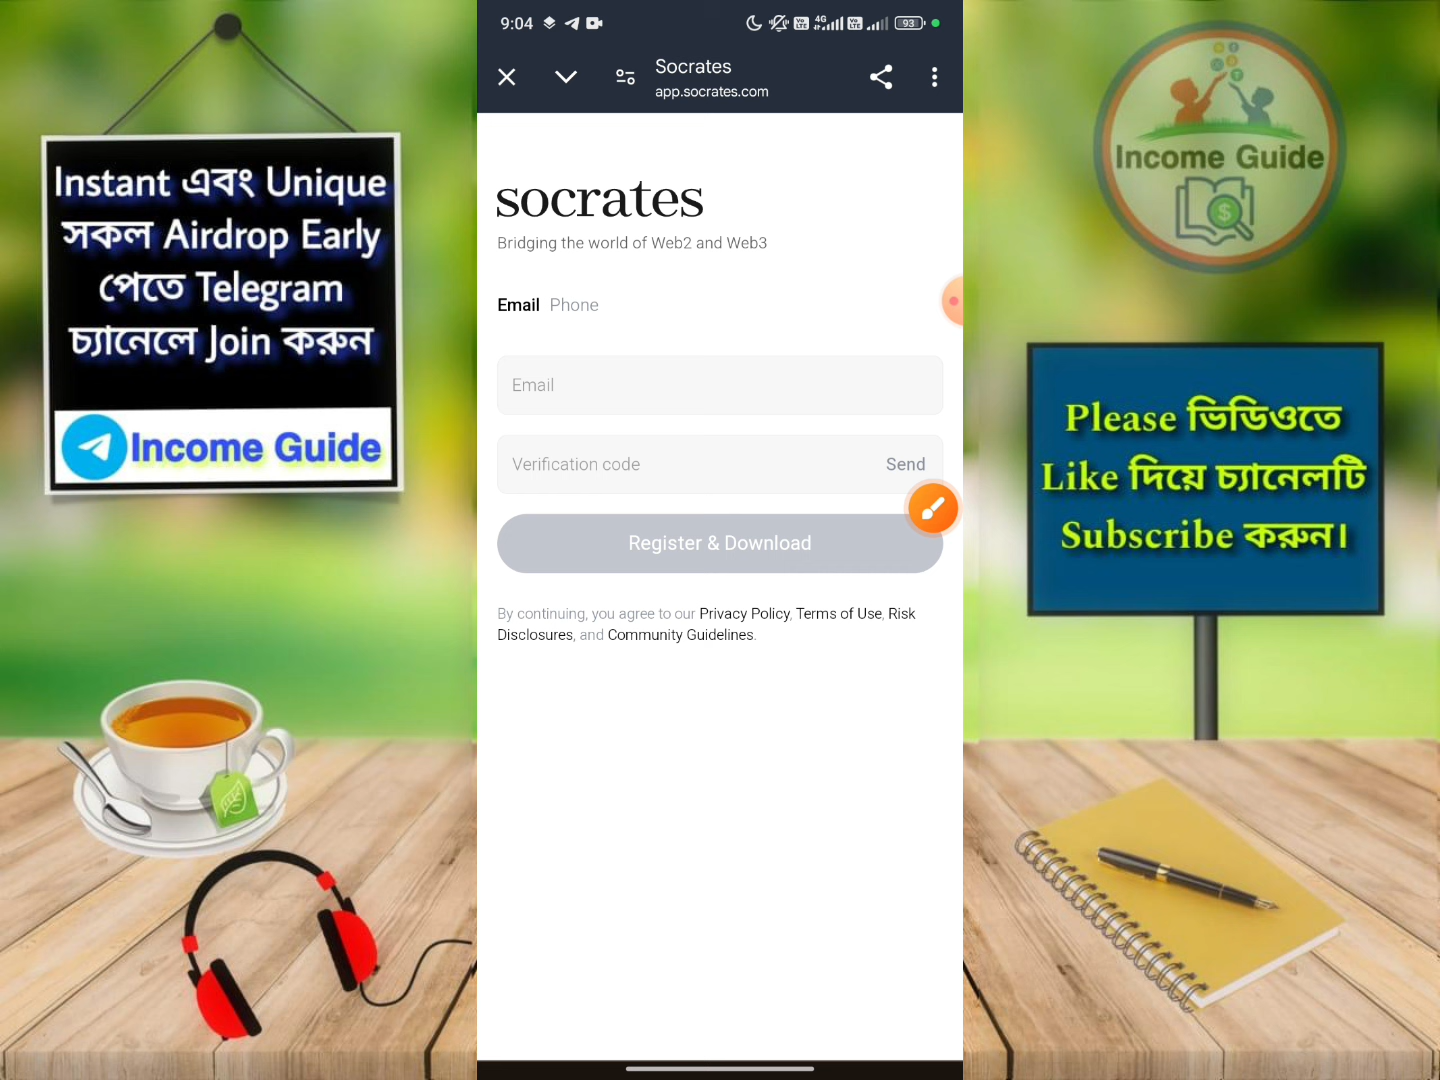 Instant এবং Unique
সকল Airdrop Early
পেতে Telegram
চ্যানেলে Join করুন
Income Guide
9:04
4G
93
Socrates
app.socrates.com
socrates
Bridging the world of Web2 and Web3
Email Phone
Email
Verification code Send
Register & Download
By continuing, you agree to our Privacy Policy, Terms of Use, Risk
Disclosures, and Community Guidelines.
Income Guide
Please ভিডিওতে
Like দিয়ে চ্যানেলটি
Subscribe করুন।